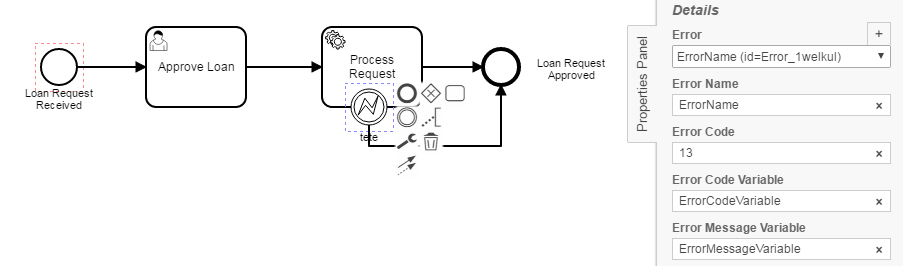 Loan Request
Received
Approve Loan
Process
Request
tete
Loan Request
Approved
Properties Panel
Details
Error
+
ErrorName (id=Error_1welkul)
Error Name
ErrorName
×
Error Code
13
×
Error Code Variable
ErrorCodeVariable
×
Error Message Variable
ErrorMessageVariable
×